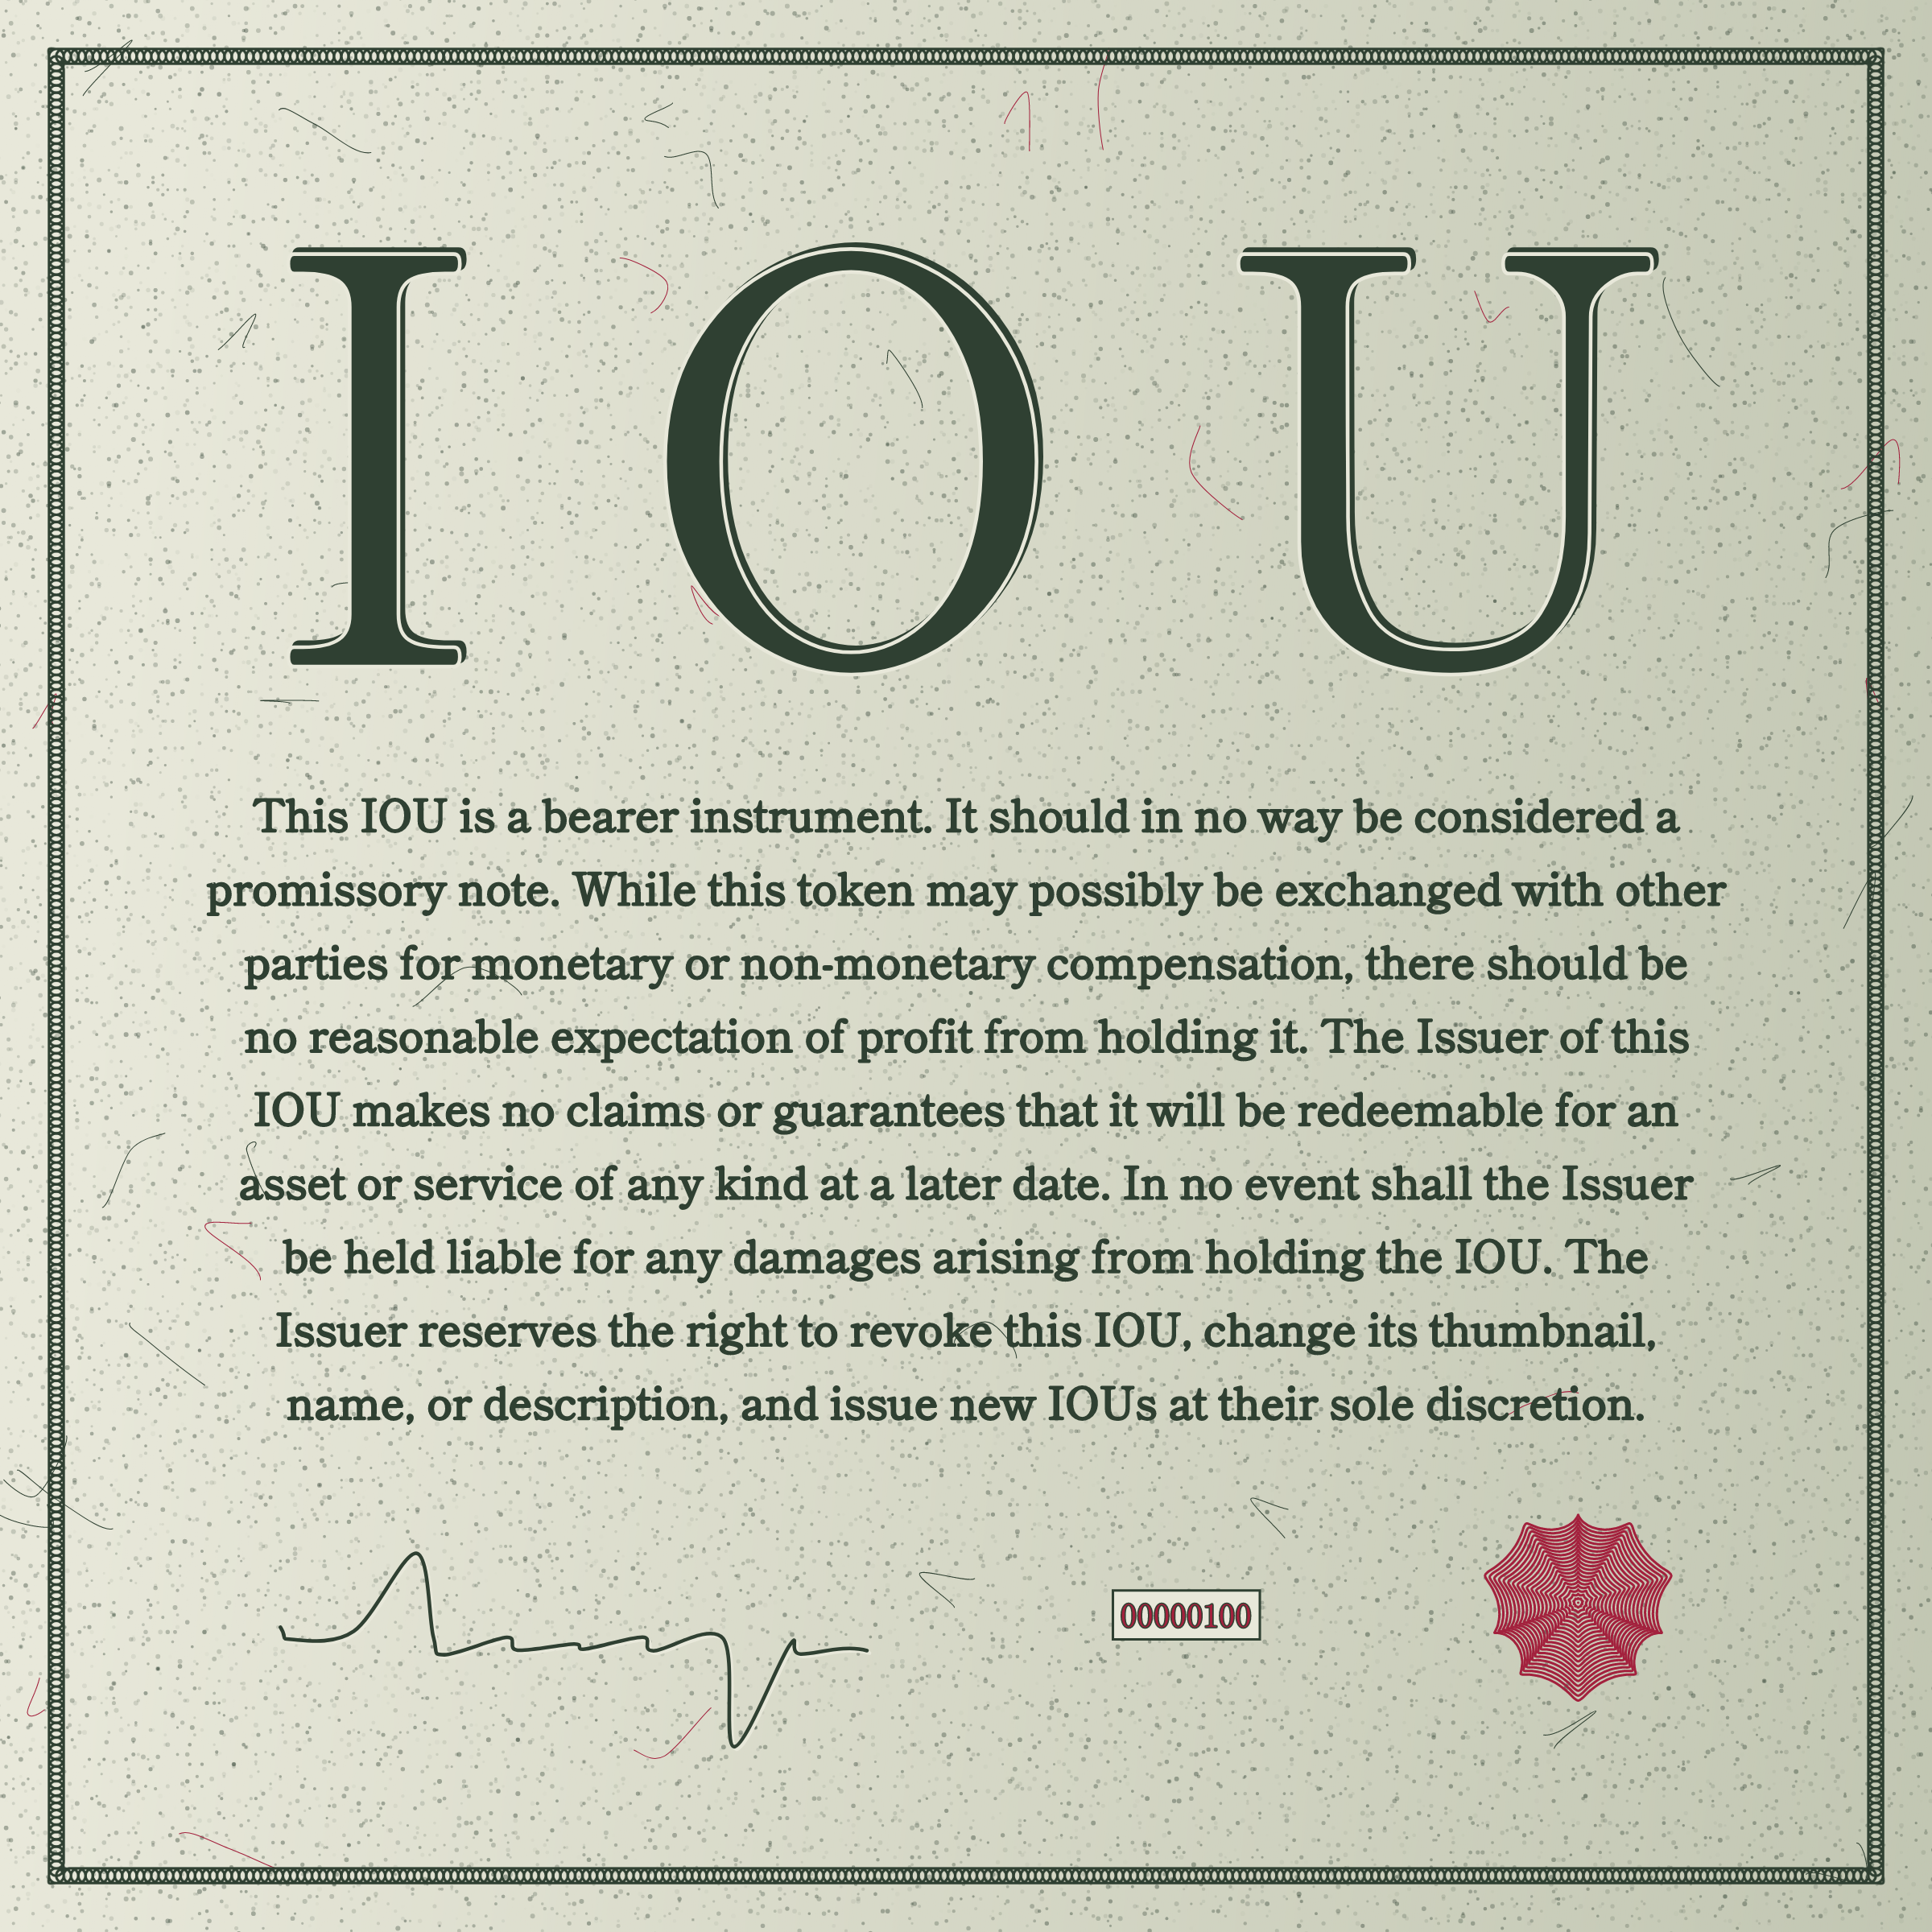 I O U
This IOU is a bearer instrument. It should in no way be considered a
promissory note. While this token may possibly be exchanged with other
parties for monetary or non-monetary compensation, there should be
no reasonable expectation of profit from holding it. The Issuer of this
IOU makes no claims or guarantees that it will be redeemable for an
asset or service of any kind at a later date. In no event shall the Issuer
be held liable for any damages arising from holding the IOU. The
Issuer reserves the right to revoke this IOU, change its thumbnail,
name, or description, and issue new IOUs at their sole discretion.
00000100